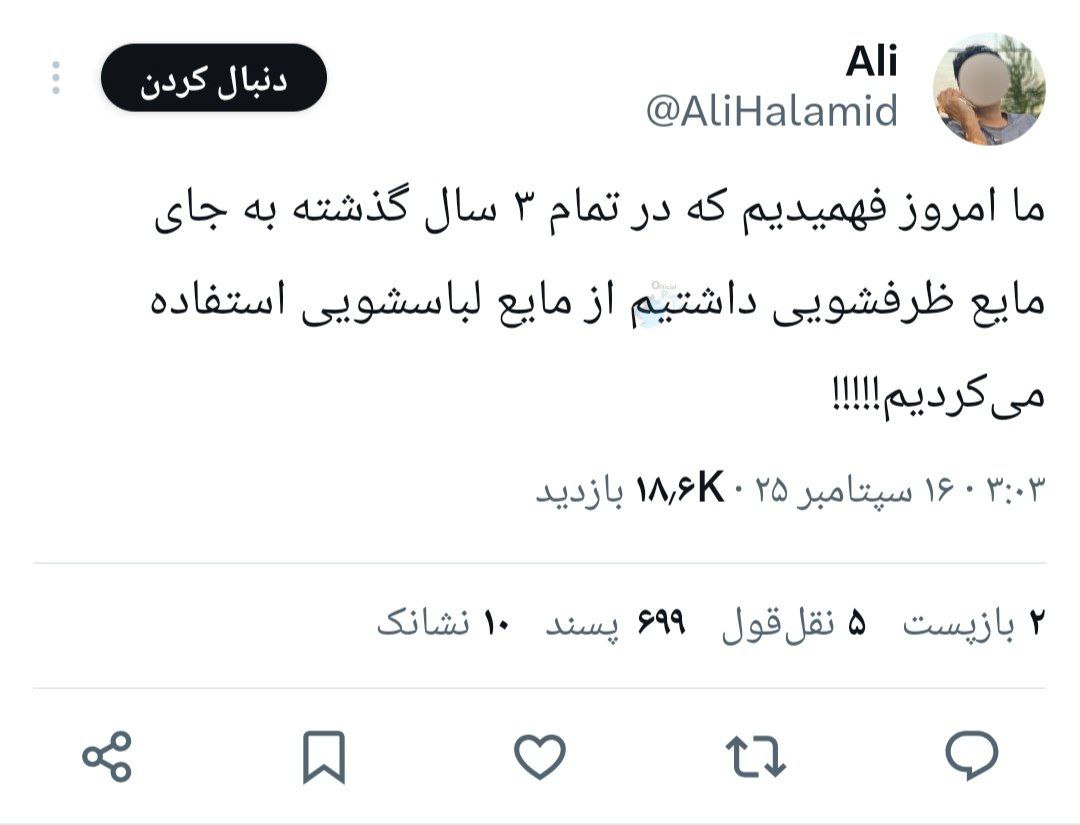 Ali
@AliHalamid
دنبال کردن
ما امروز فهمیدیم که در تمام ۳ سال گذشته به جای
مایع ظرفشویی داشتیم از مایع لباسشویی استفاده
می‌کردیم!!!!!
۳:۰۳ · ۱۶ سپتامبر ۲۵ · ۱۸٫۶K بازدید
۲ بازپست ۵ نقل‌قول ۶۹۹ پسند ۱۰ نشانک